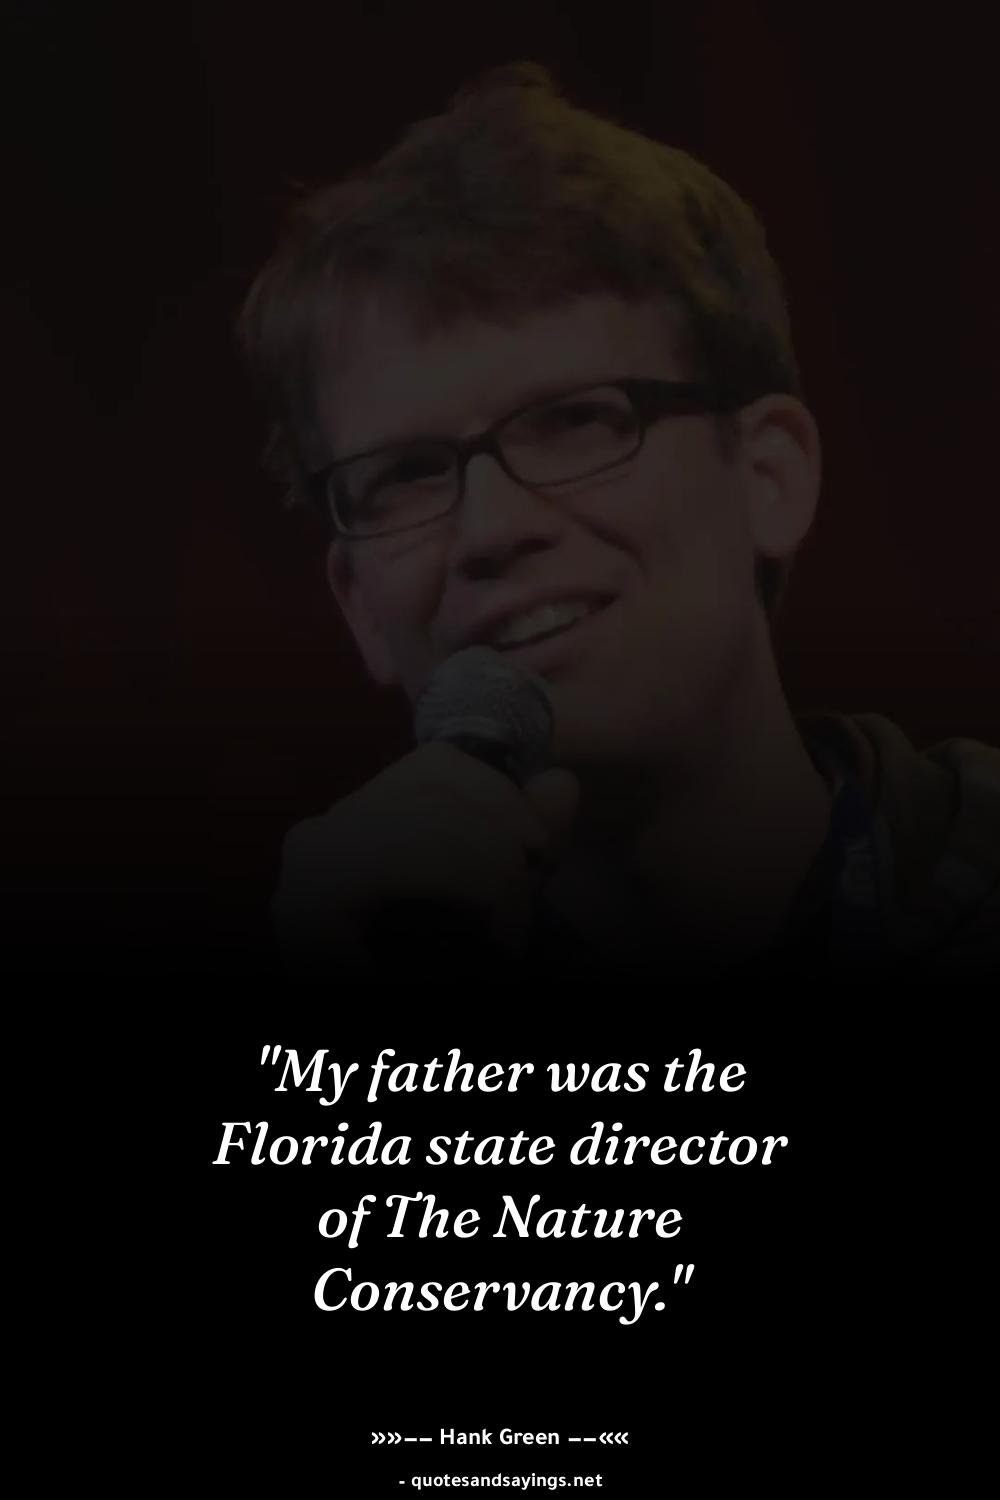 "My father was the
Florida state director
of The Nature
Conservancy."
»»−− Hank Green −−««
- quotesandsayings.net